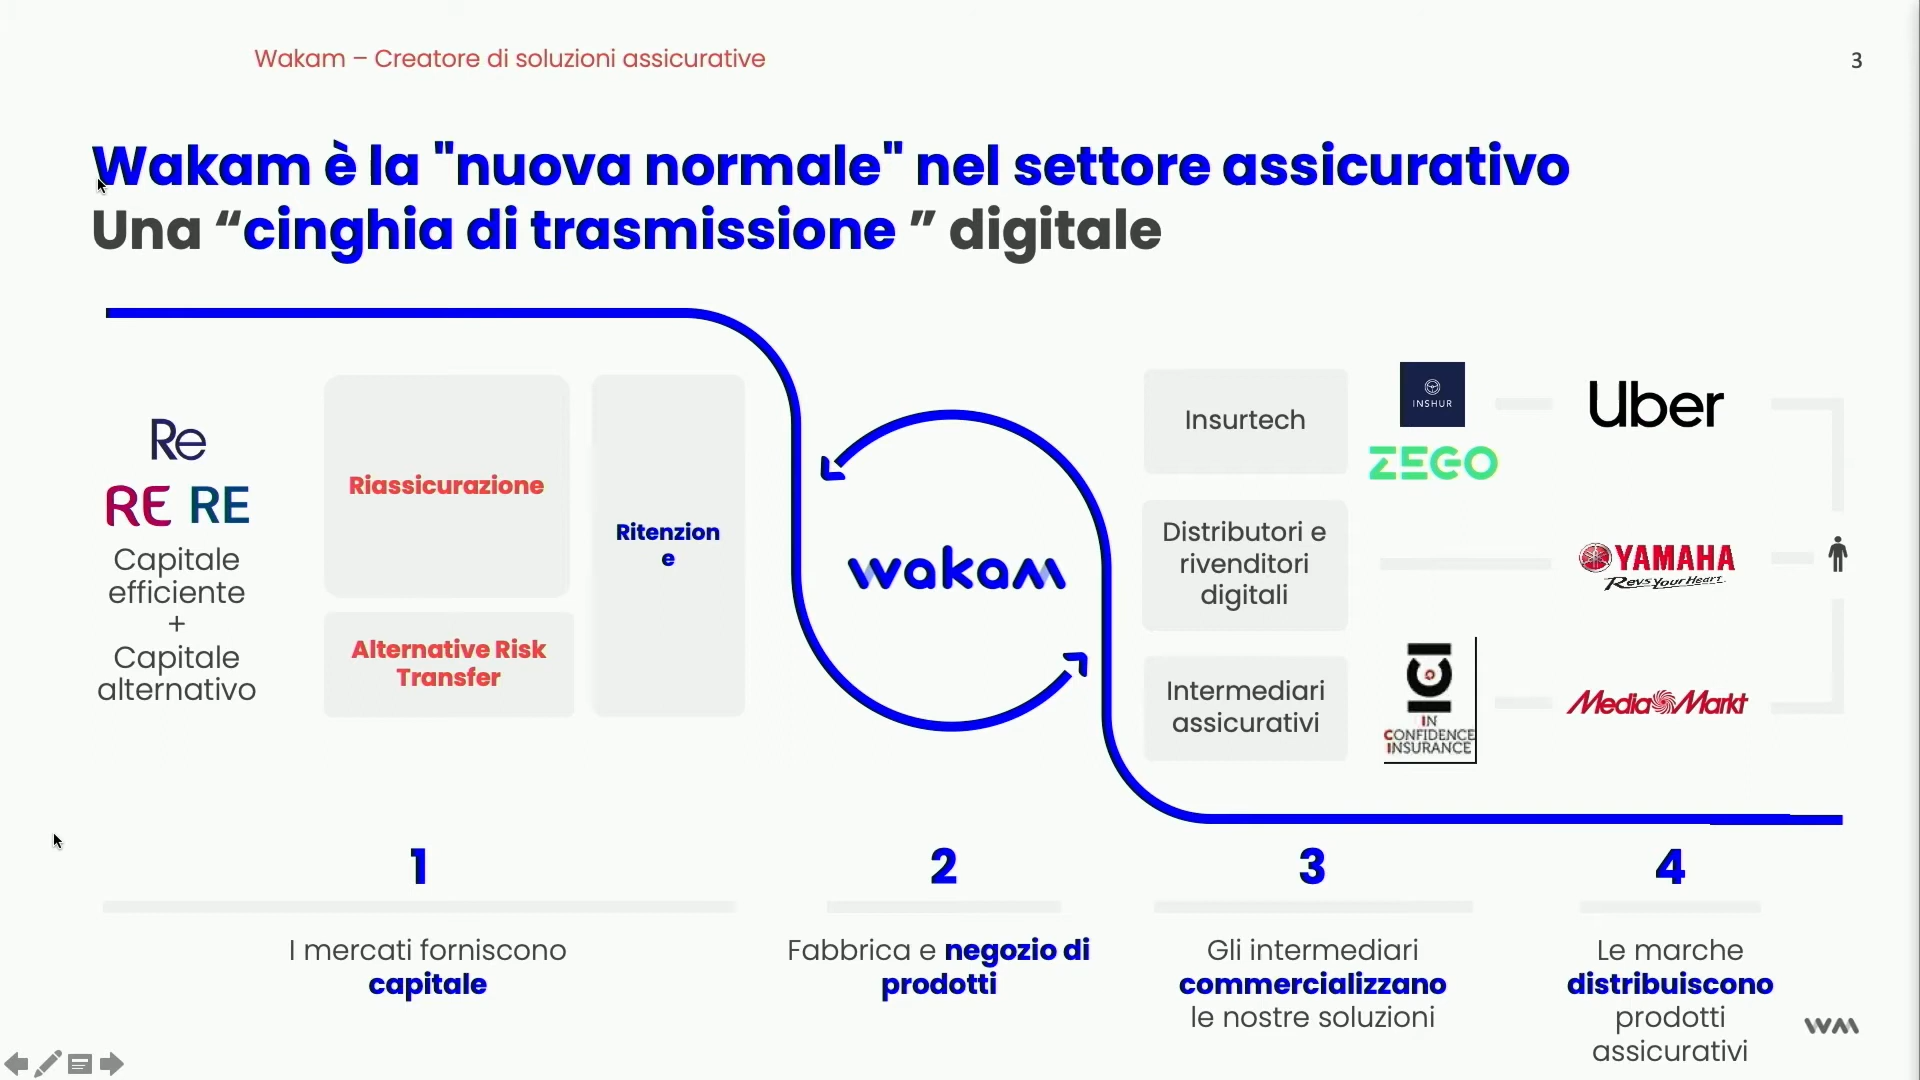 Wakam – Creatore di soluzioni assicurative
3
Wakam è la "nuova normale" nel settore assicurativo
Una “cinghia di trasmissione ” digitale
Re
RE RE
Capitale
efficiente
+
Capitale
alternativo
Riassicurazione
Alternative Risk
Transfer
Ritenzion
e
wakam
Insurtech
Distributori e
rivenditori
digitali
Intermediari
assicurativi
INSHUR
ZEGO
IN
CONFIDENCE
INSURANCE
Uber
YAMAHA
Revs Your Heart
MediaMarkt
1
I mercati forniscono
capitale
2
Fabbrica e negozio di
prodotti
3
Gli intermediari
commercializzano
le nostre soluzioni
4
Le marche
distribuiscono
prodotti
assicurativi
wm